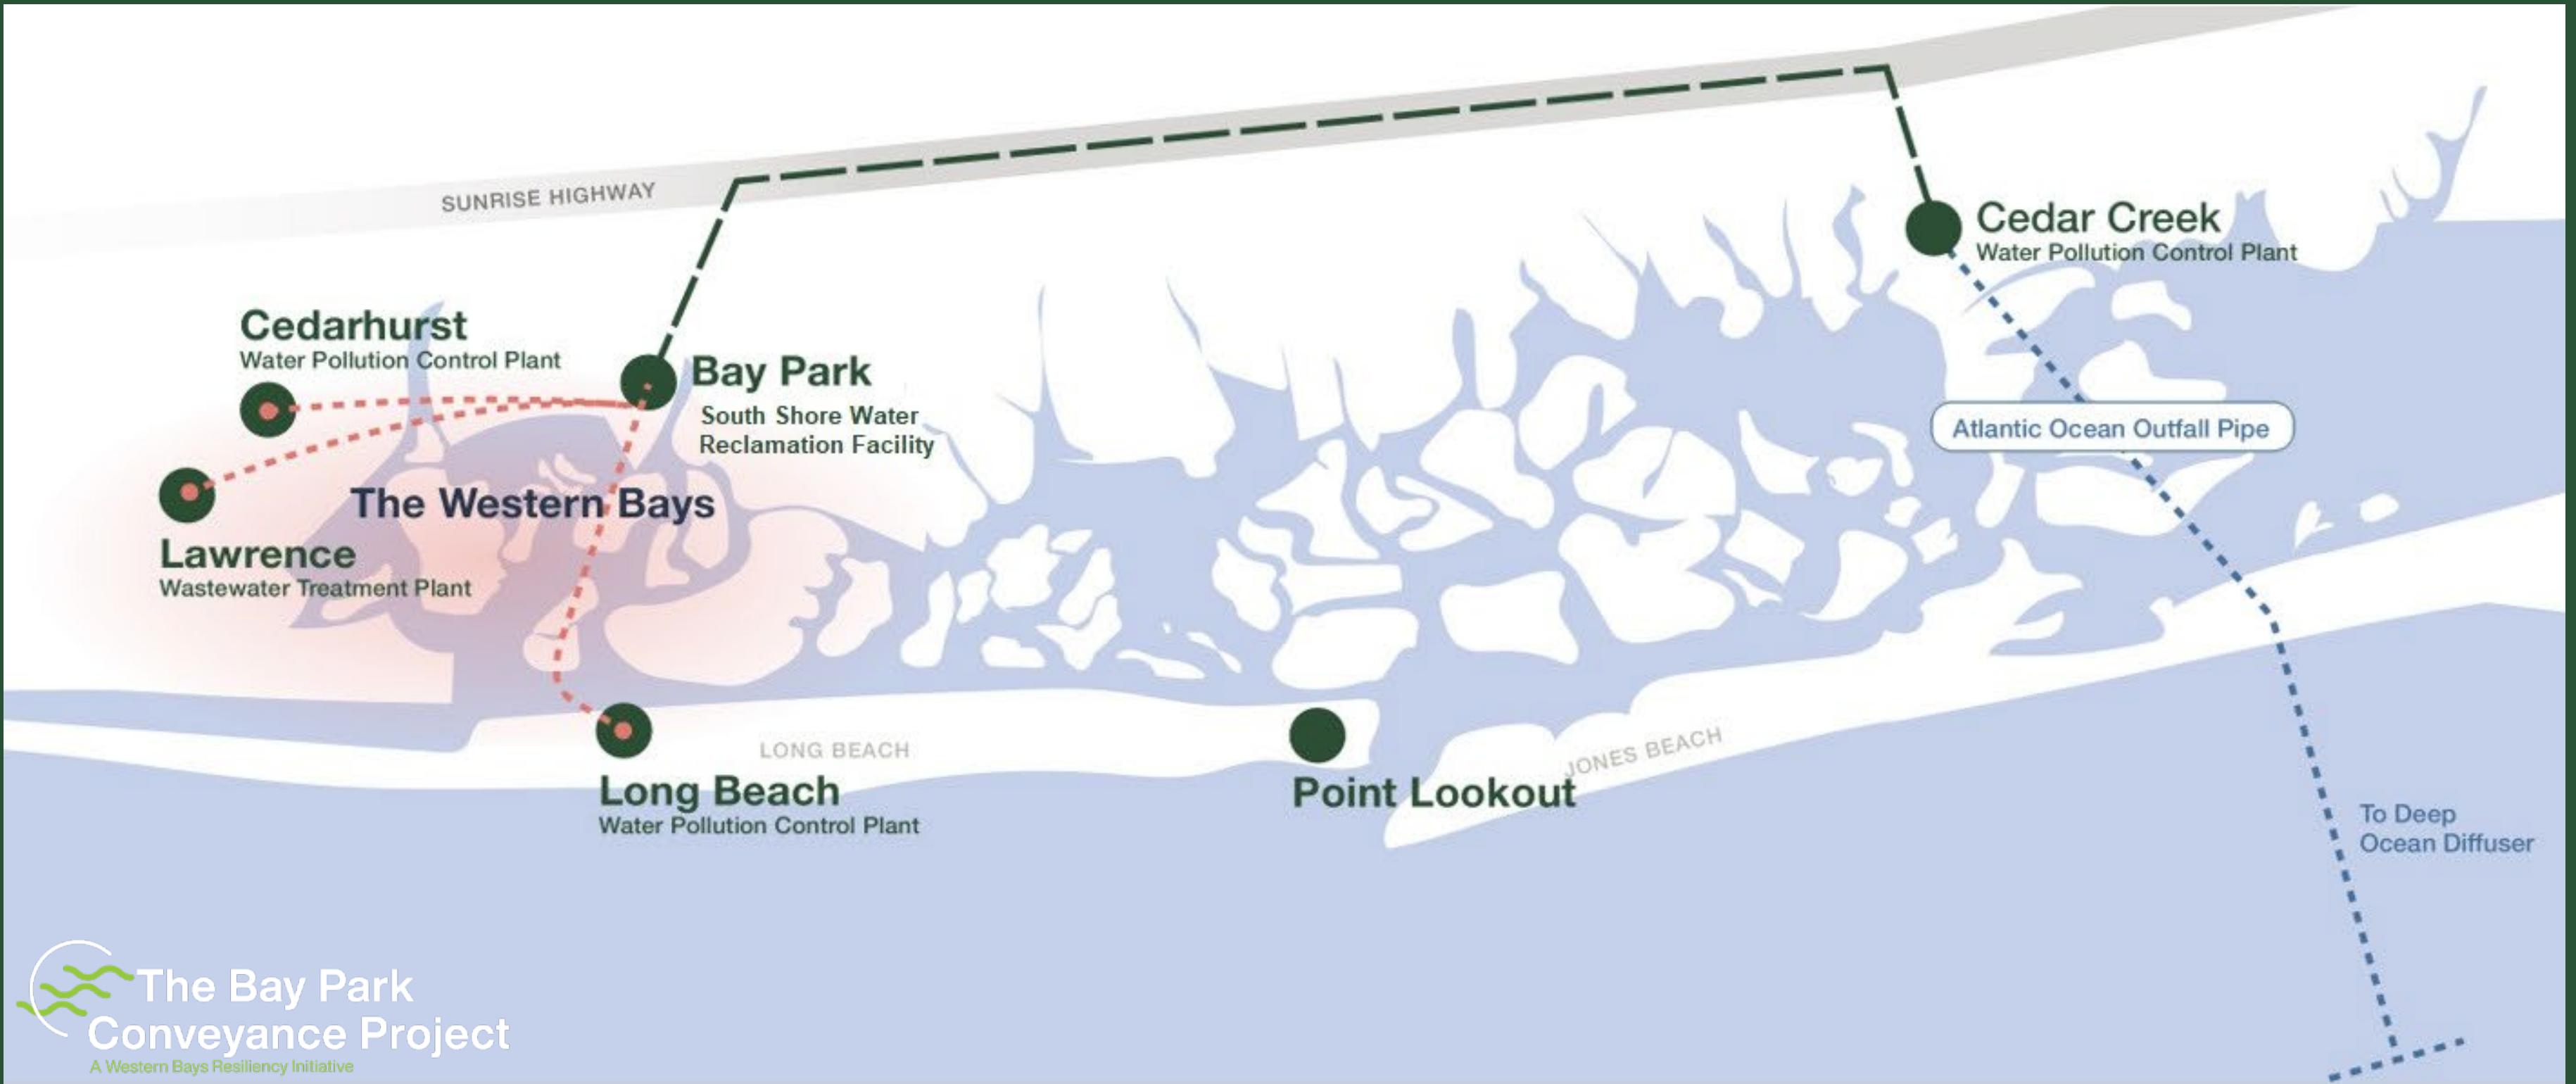 SUNRISE HIGHWAY
Cedar Creek
Water Pollution Control Plant
Cedarhurst
Water Pollution Control Plant
Bay Park
South Shore Water
Reclamation Facility
Atlantic Ocean Outfall Pipe
The Western Bays
Lawrence
Wastewater Treatment Plant
LONG BEACH
JONES BEACH
Long Beach
Water Pollution Control Plant
Point Lookout
To Deep
Ocean Diffuser
The Bay Park
Conveyance Project
A Western Bays Resiliency Initiative